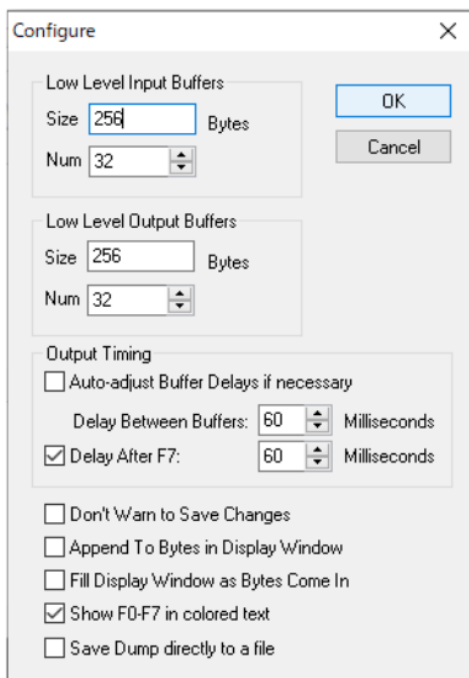 Configure
Low Level Input Buffers
Size 256 Bytes
OK
Num 32
Cancel
Low Level Output Buffers
Size 256 Bytes
Num 32
Output Timing
Auto-adjust Buffer Delays if necessary
Delay Between Buffers: 60 Milliseconds
Delay After F7: 60 Milliseconds
Don't Warn to Save Changes
Append To Bytes in Display Window
Fill Display Window as Bytes Come In
Show F0-F7 in colored text
Save Dump directly to a file